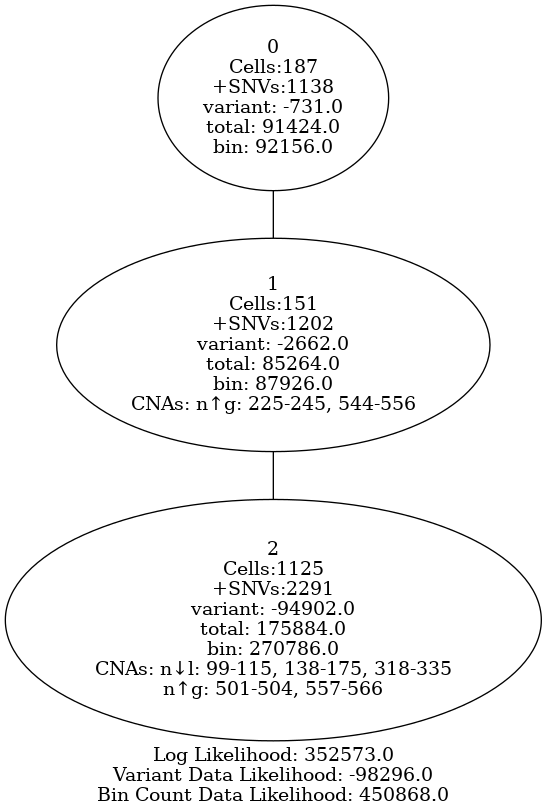 0
Cells:187
+SNVs:1138
variant: -731.0
total: 91424.0
bin: 92156.0
1
Cells:151
+SNVs:1202
variant: -2662.0
total: 85264.0
bin: 87926.0
CNAs: n↑g: 225-245, 544-556
2
Cells:1125
+SNVs:2291
variant: -94902.0
total: 175884.0
bin: 270786.0
CNAs: n↓l: 99-115, 138-175, 318-335
n↑g: 501-504, 557-566
Log Likelihood: 352573.0
Variant Data Likelihood: -98296.0
Bin Count Data Likelihood: 450868.0